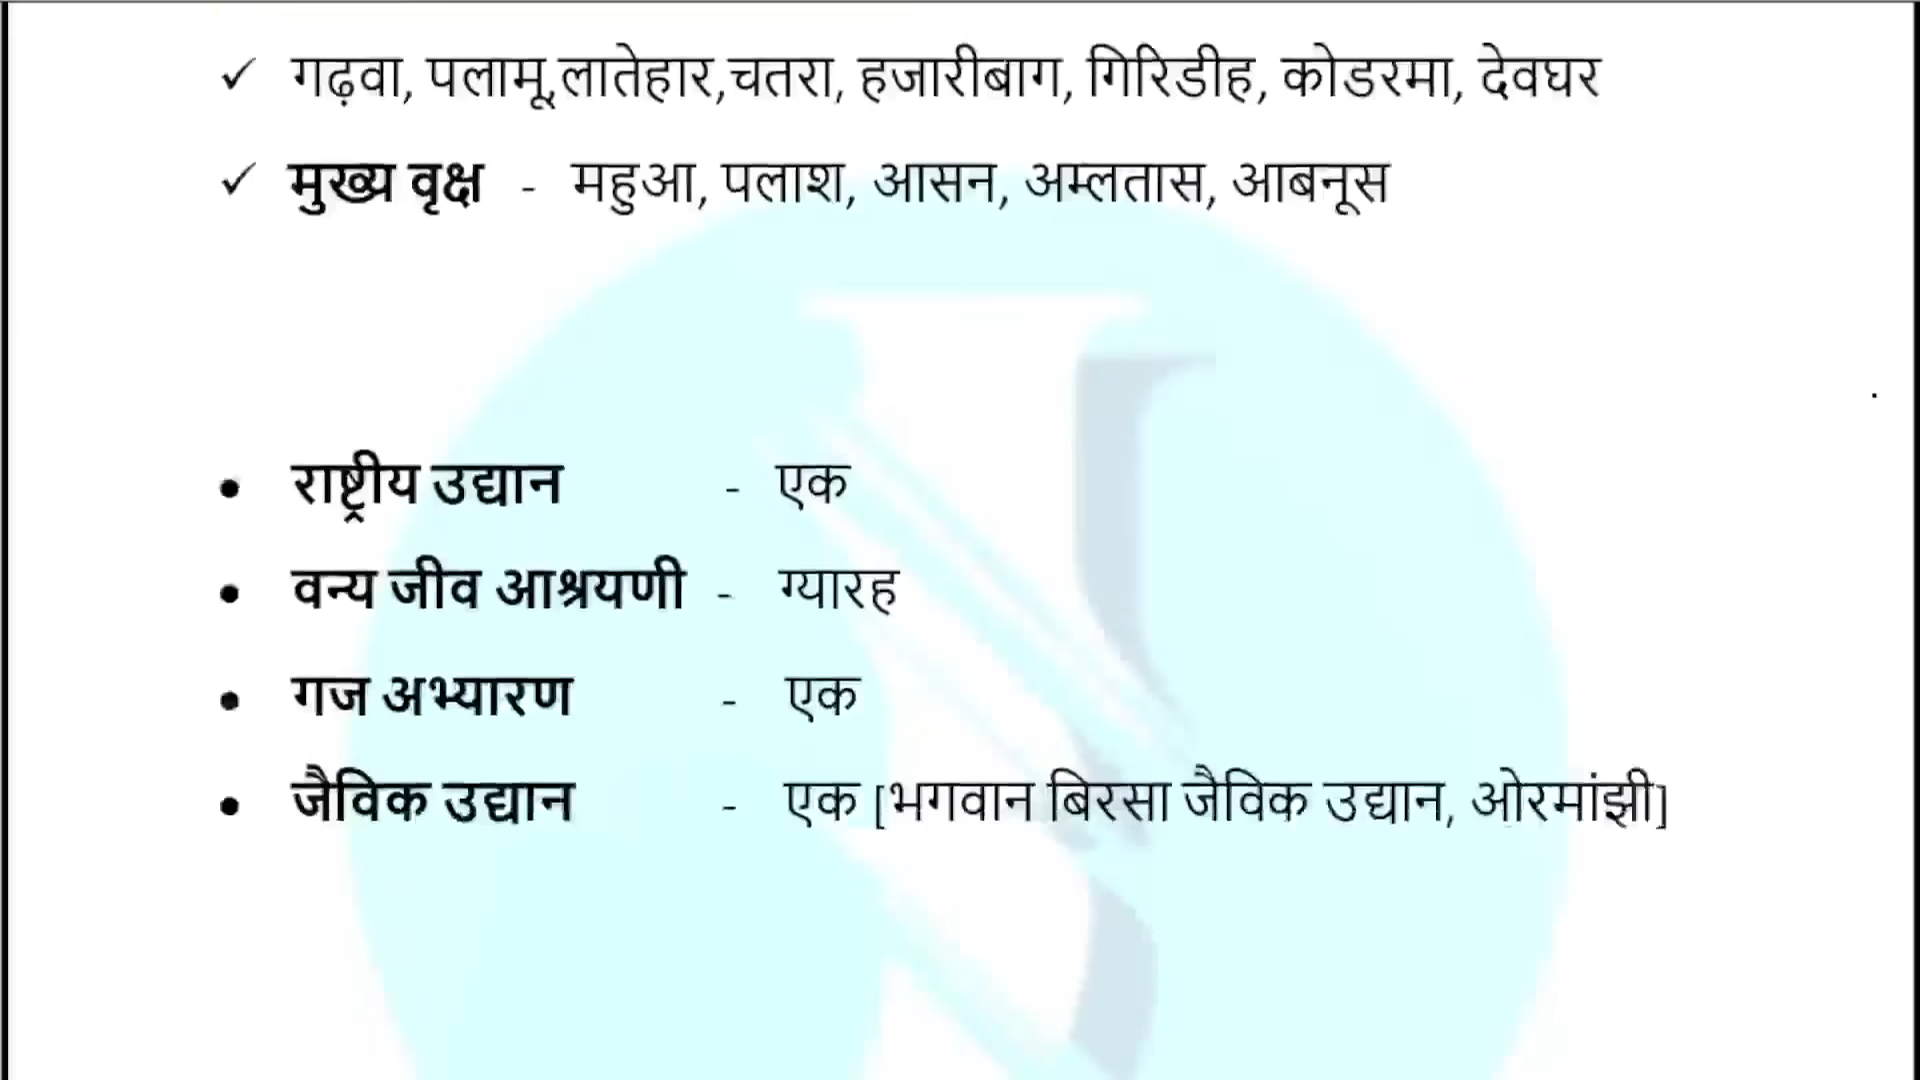 ✓ गढ़वा, पलामू,लातेहार,चतरा, हजारीबाग, गिरिडीह, कोडरमा, देवघर
✓ मुख्य वृक्ष - महुआ, पलाश, आसन, अम्लतास, आबनूस
• राष्ट्रीय उद्यान - एक
• वन्य जीव आश्रयणी - ग्यारह
• गज अभ्यारण - एक
• जैविक उद्यान - एक [भगवान बिरसा जैविक उद्यान, ओरमांझी]